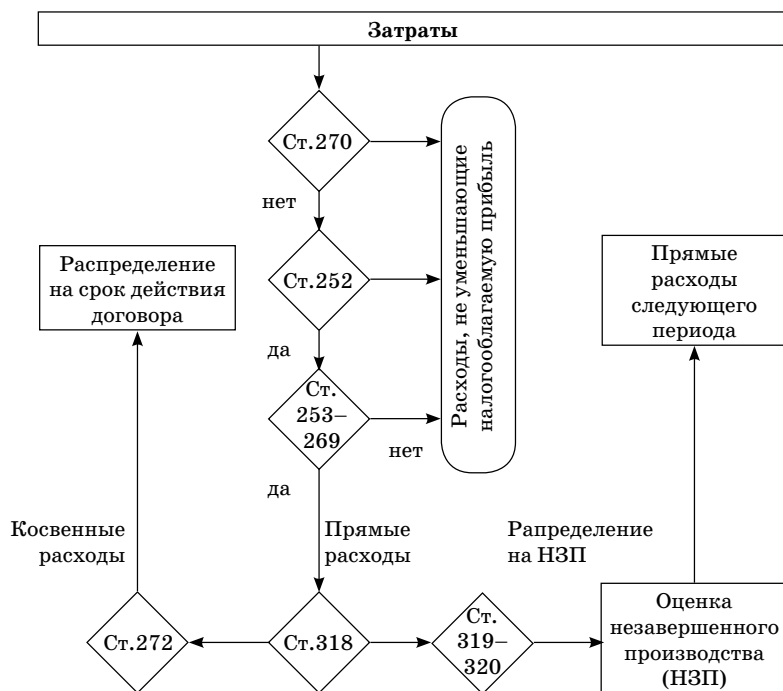 Затраты
Ст.270
нет
Расходы, не уменьшающие
налогооблагаемую прибыль
Распределение
на срок действия
договора
Ст.252
Прямые
расходы
следующего
периода
да
Ст.
253–
269
нет
да
Косвенные
расходы
Прямые
расходы
Рапределение
на НЗП
Ст.272
Ст.318
Ст.
319–
320
Оценка
незавершенного
производства
(НЗП)